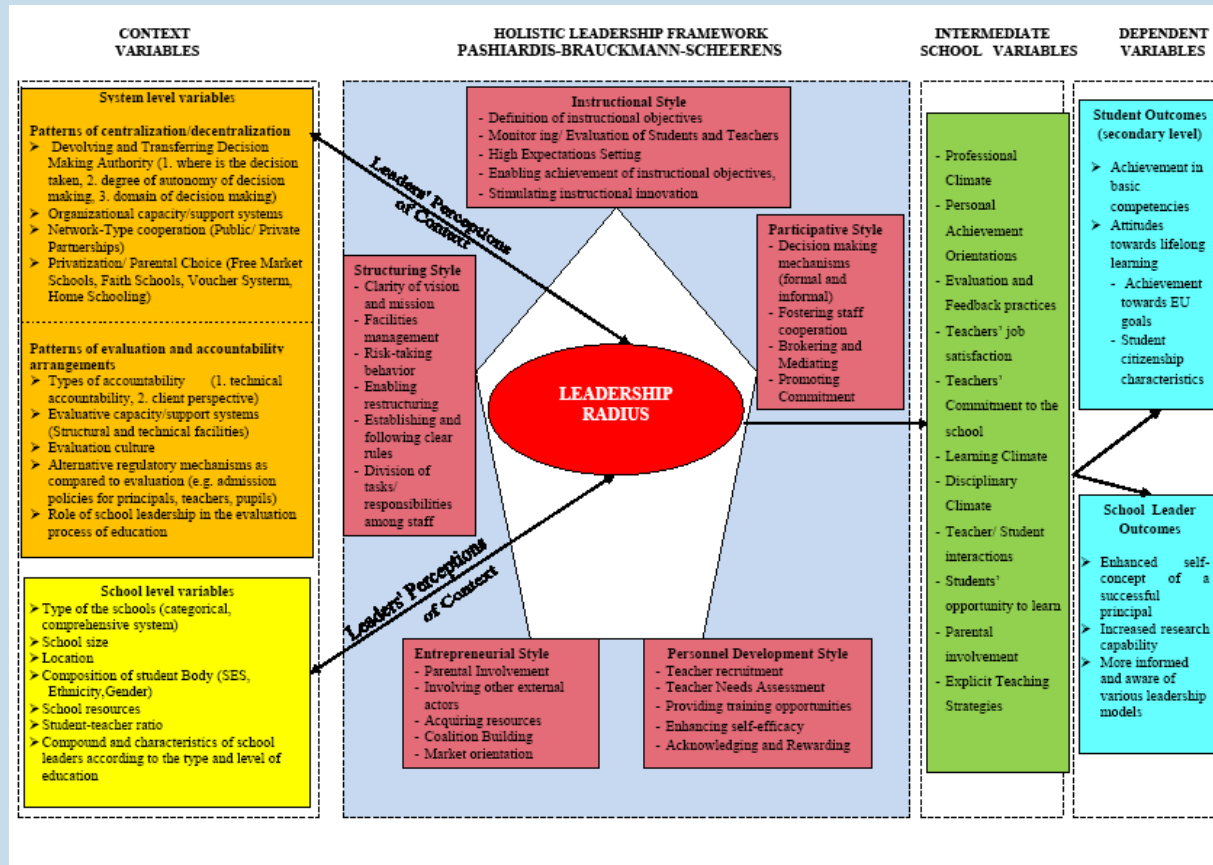 CONTEXT
VARIABLES
HOLISTIC LEADERSHIP FRAMEWORK
PASHIARDIS-BRAUCKMANN-SCHEERENS
INTERMEDIATE
SCHOOL VARIABLES
DEPENDENT
VARIABLES
System level variables
Patterns of centralization/decentralization
➢ Devolving and Transferring Decision
Making Authority (1. where is the decision
taken, 2. degree of autonomy of decision
making, 3. domain of decision making)
➢ Organizational capacity/support systems
➢ Network-Type cooperation (Public/ Private
Partnerships)
➢ Privatization/ Parental Choice (Free Market
Schools, Faith Schools, Voucher Systerm,
Home Schooling)
Patterns of evaluation and accountability
arrangements
➢ Types of accountability (1. technical
accountability, 2. client perspective)
➢ Evaluative capacity/support systems
(Structural and technical facilities)
➢ Evaluation culture
➢ Alternative regulatory mechanisms as
compared to evaluation (e.g. admission
policies for principals, teachers, pupils)
➢ Role of school leadership in the evaluation
process of education
School level variables
➢ Type of the schools (categorical,
comprehensive system)
➢ School size
➢ Location
➢ Composition of student Body (SES,
Ethnicity,Gender)
➢ School resources
➢ Student-teacher ratio
➢ Compound and characteristics of school
leaders according to the type and level of
education
Leaders' Perceptions
of Context
Leaders' Perceptions
of Context
Instructional Style
- Definition of instructional objectives
- Monitor ing/ Evaluation of Students and Teachers
- High Expectations Setting
- Enabling achievement of instructional objectives,
- Stimulating instructional innovation
Structuring Style
- Clarity of vision
and mission
- Facilities
management
- Risk-taking
behavior
- Enabling
restructuring
- Establishing and
following clear
rules
- Division of
tasks/
responsibilities
among staff
Participative Style
- Decision making
mechanisms
(formal and
informal)
- Fostering staff
cooperation
- Brokering and
Mediating
- Promoting
Commitment
LEADERSHIP
RADIUS
Entrepreneurial Style
- Parental Involvement
- Involving other external
actors
- Acquiring resources
- Coalition Building
- Market orientation
Personnel Development Style
- Teacher recruitment
- Teacher Needs Assessment
- Providing training opportunities
- Enhancing self-efficacy
- Acknowledging and Rewarding
- Professional
Climate
- Personal
Achievement
Orientations
- Evaluation and
Feedback practices
- Teachers' job
satisfaction
- Teachers'
Commitment to the
school
- Learning Climate
- Disciplinary
Climate
- Teacher/ Student
interactions
- Students'
opportunity to learn
- Parental
involvement
- Explicit Teaching
Strategies
Student Outcomes
(secondary level)
➢ Achievement in
basic
competencies
➢ Attitudes
towards lifelong
learning
- Achievement
towards EU
goals
- Student
citizenship
characteristics
School Leader
Outcomes
➢ Enhanced self-
concept of a
successful
principal
➢ Increased research
capability
➢ More informed
and aware of
various leadership
models